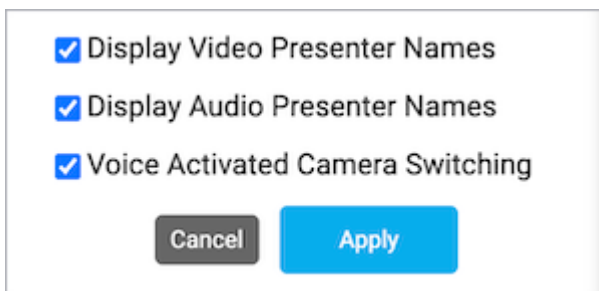 Display Video Presenter Names
Display Audio Presenter Names
Voice Activated Camera Switching
Cancel Apply